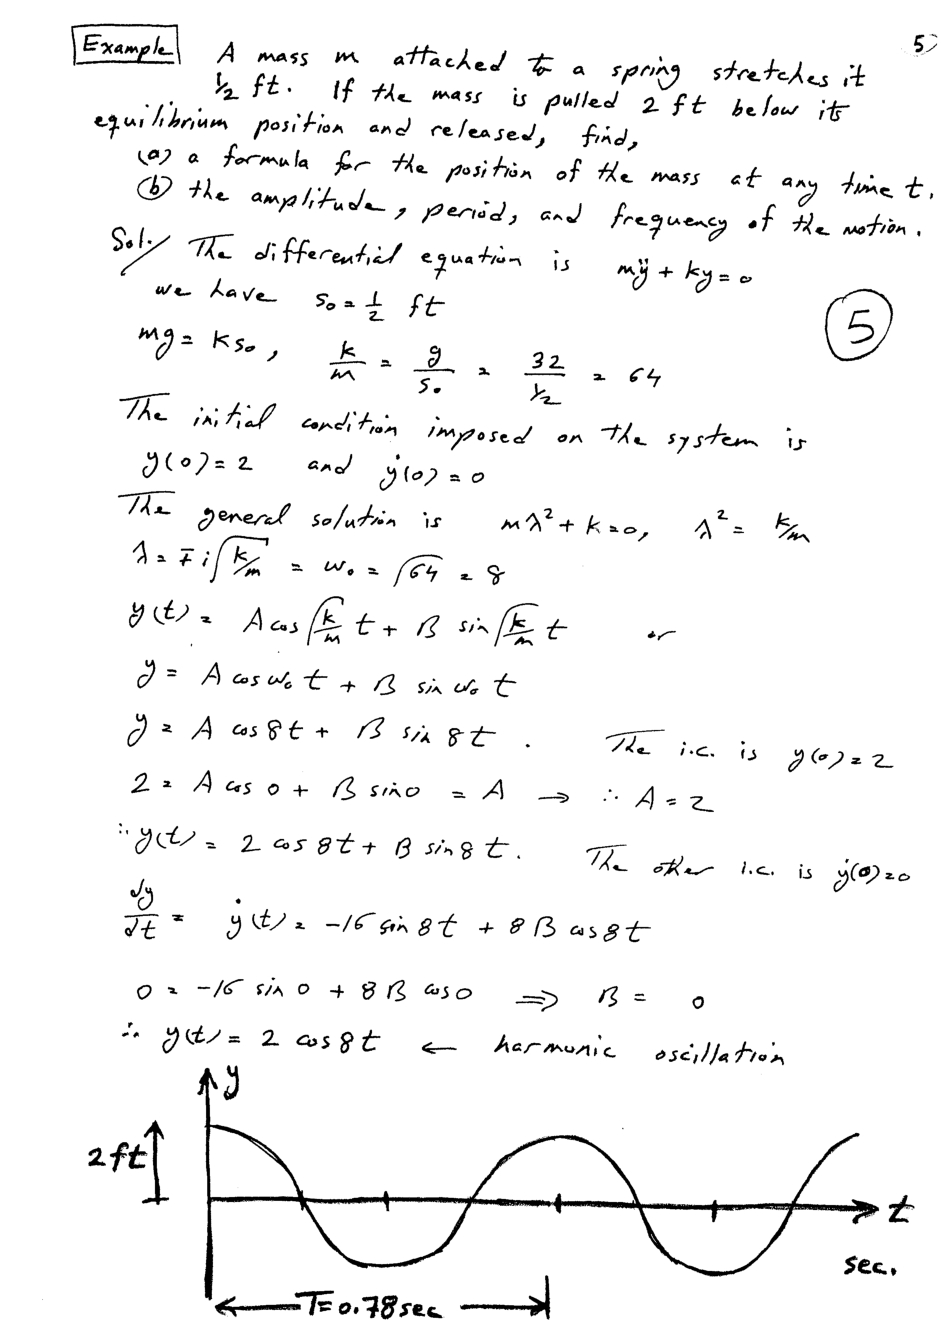 5)
Example A mass m attached to a spring stretches it
1/2 ft. If the mass is pulled 2 ft below its
equilibrium position and released, find,
(a) a formula for the position of the mass at any time t.
(b) the amplitude, period, and frequency of the motion.
Sol./ The differential equation is mÿ + ky = 0
we have s₀ = 1/2 ft
5
mg = ks₀, k/m = g/s₀ = 32/(1/2) = 64
The initial condition imposed on the system is
y(0) = 2 and ẏ(0) = 0
The general solution is mλ² + k = 0, λ² = k/m
λ = ∓ i√(k/m) = ω₀ = √64 = 8
y(t) = A cos √(k/m) t + B sin √(k/m) t or
y = A cos ω₀ t + B sin ω₀ t
y = A cos 8t + B sin 8t. The i.c. is y(0) = 2
2 = A cos 0 + B sin 0 = A → ∴ A = 2
∴ y(t) = 2 cos 8t + B sin 8t. The other i.c. is ẏ(0) = 0
dy/dt = ẏ(t) = -16 sin 8t + 8B cos 8t
0 = -16 sin 0 + 8B cos 0 ⇒ B = 0
∴ y(t) = 2 cos 8t ← harmonic oscillation
y
2 ft
t
sec.
T = 0.78 sec